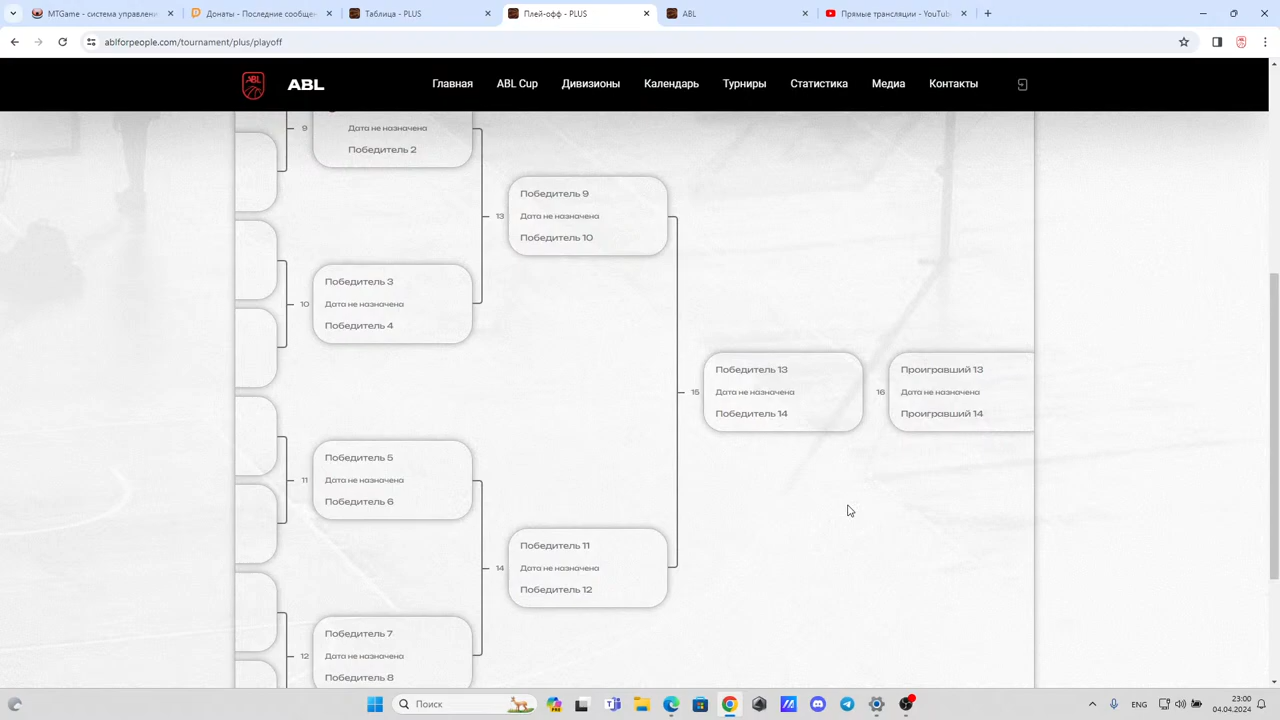 MTGame - система управлени
Донаты - Последние сообщен
Таблица - PLUS
Плей-офф - PLUS
ABL
Прямые трансляции - YouTub
ablforpeople.com/tournament/plus/playoff
ABL
ABL
Главная
ABL Cup
Дивизионы
Календарь
Турниры
Статистика
Медиа
Контакты
9
Дата не назначена
Победитель 2
13
Победитель 9
Дата не назначена
Победитель 10
10
Победитель 3
Дата не назначена
Победитель 4
15
Победитель 13
Дата не назначена
Победитель 14
16
Проигравший 13
Дата не назначена
Проигравший 14
11
Победитель 5
Дата не назначена
Победитель 6
14
Победитель 11
Дата не назначена
Победитель 12
12
Победитель 7
Дата не назначена
Победитель 8
Поиск
ENG
23:00
04.04.2024